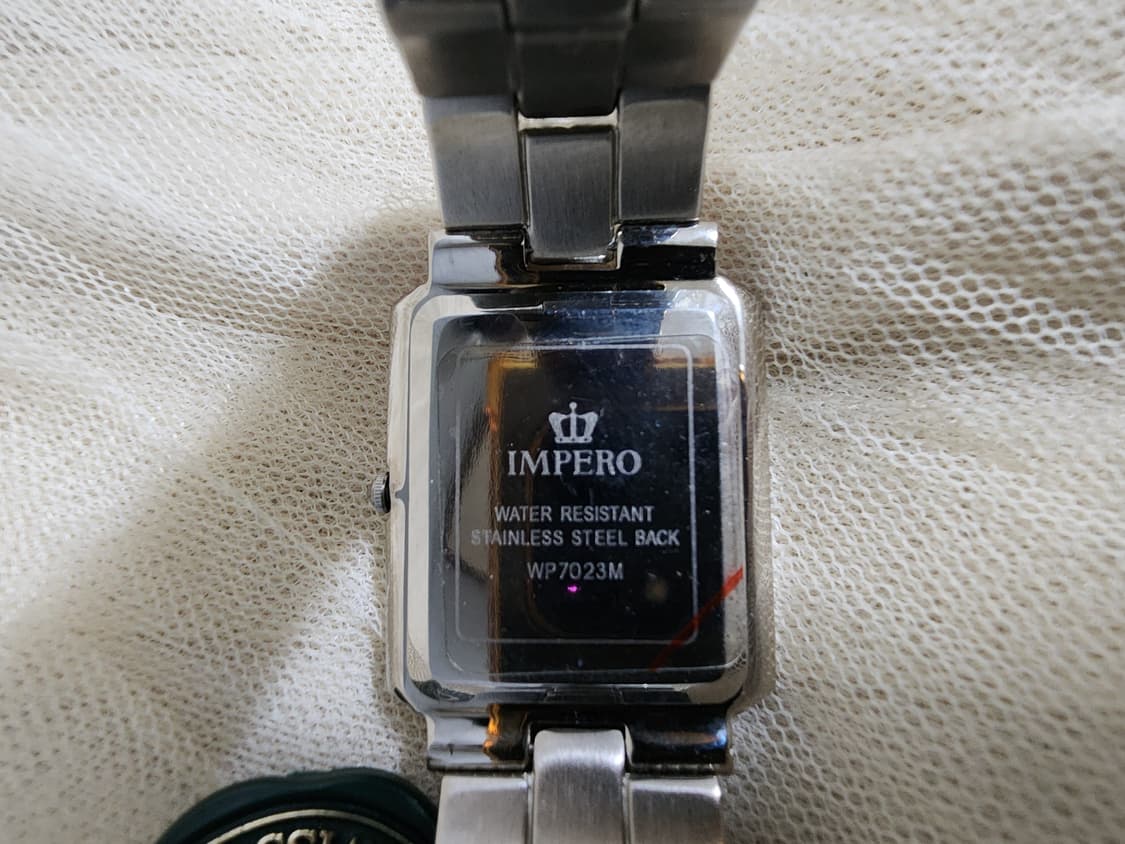 IMPERO
WATER RESISTANT
STAINLESS STEEL BACK
WP7023M